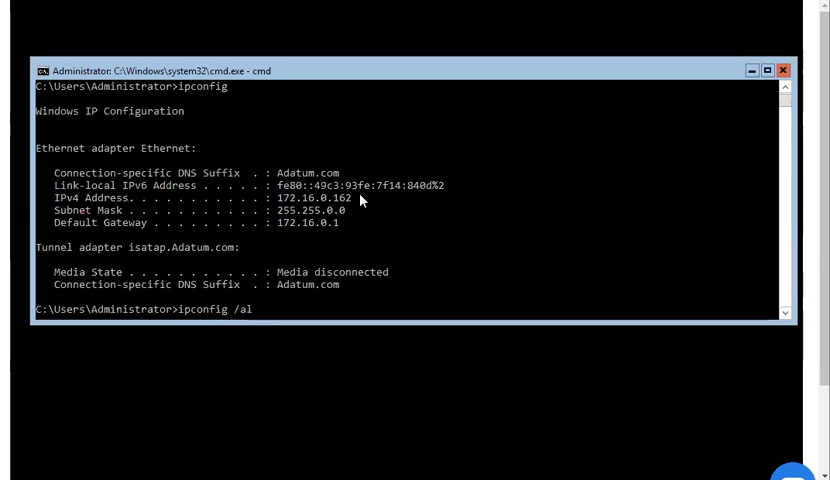 Administrator: C:\Windows\system32\cmd.exe - cmd
C:\Users\Administrator>ipconfig
Windows IP Configuration
Ethernet adapter Ethernet:
Connection-specific DNS Suffix  . : Adatum.com
Link-local IPv6 Address . . . . . : fe80::49c3:93fe:7f14:840d%2
IPv4 Address. . . . . . . . . . . : 172.16.0.162
Subnet Mask . . . . . . . . . . . : 255.255.0.0
Default Gateway . . . . . . . . . : 172.16.0.1
Tunnel adapter isatap.Adatum.com:
Media State . . . . . . . . . . . : Media disconnected
Connection-specific DNS Suffix  . : Adatum.com
C:\Users\Administrator>ipconfig /al